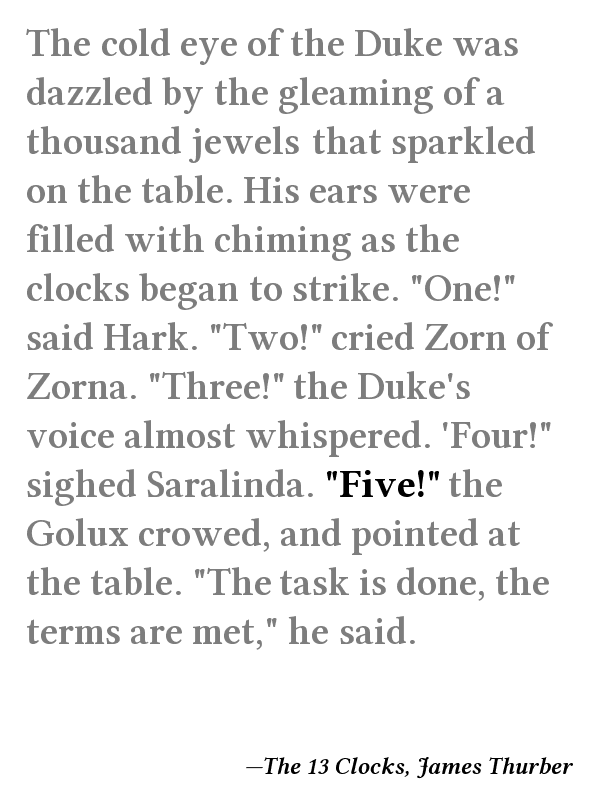 The cold eye of the Duke was
dazzled by the gleaming of a
thousand jewels that sparkled
on the table. His ears were
filled with chiming as the
clocks began to strike. "One!"
said Hark. "Two!" cried Zorn of
Zorna. "Three!" the Duke's
voice almost whispered. 'Four!"
sighed Saralinda. "Five!" the
Golux crowed, and pointed at
the table. "The task is done, the
terms are met," he said.
—The 13 Clocks, James Thurber